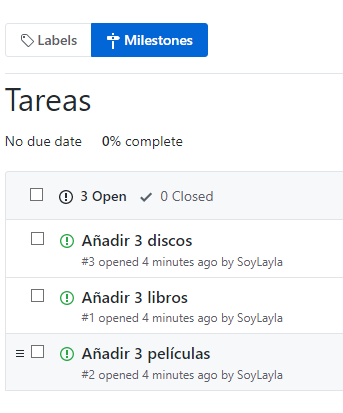 Labels Milestones
Tareas
No due date 0% complete
3 Open 0 Closed
Añadir 3 discos
#3 opened 4 minutes ago by SoyLayla
Añadir 3 libros
#1 opened 4 minutes ago by SoyLayla
Añadir 3 películas
#2 opened 4 minutes ago by SoyLayla